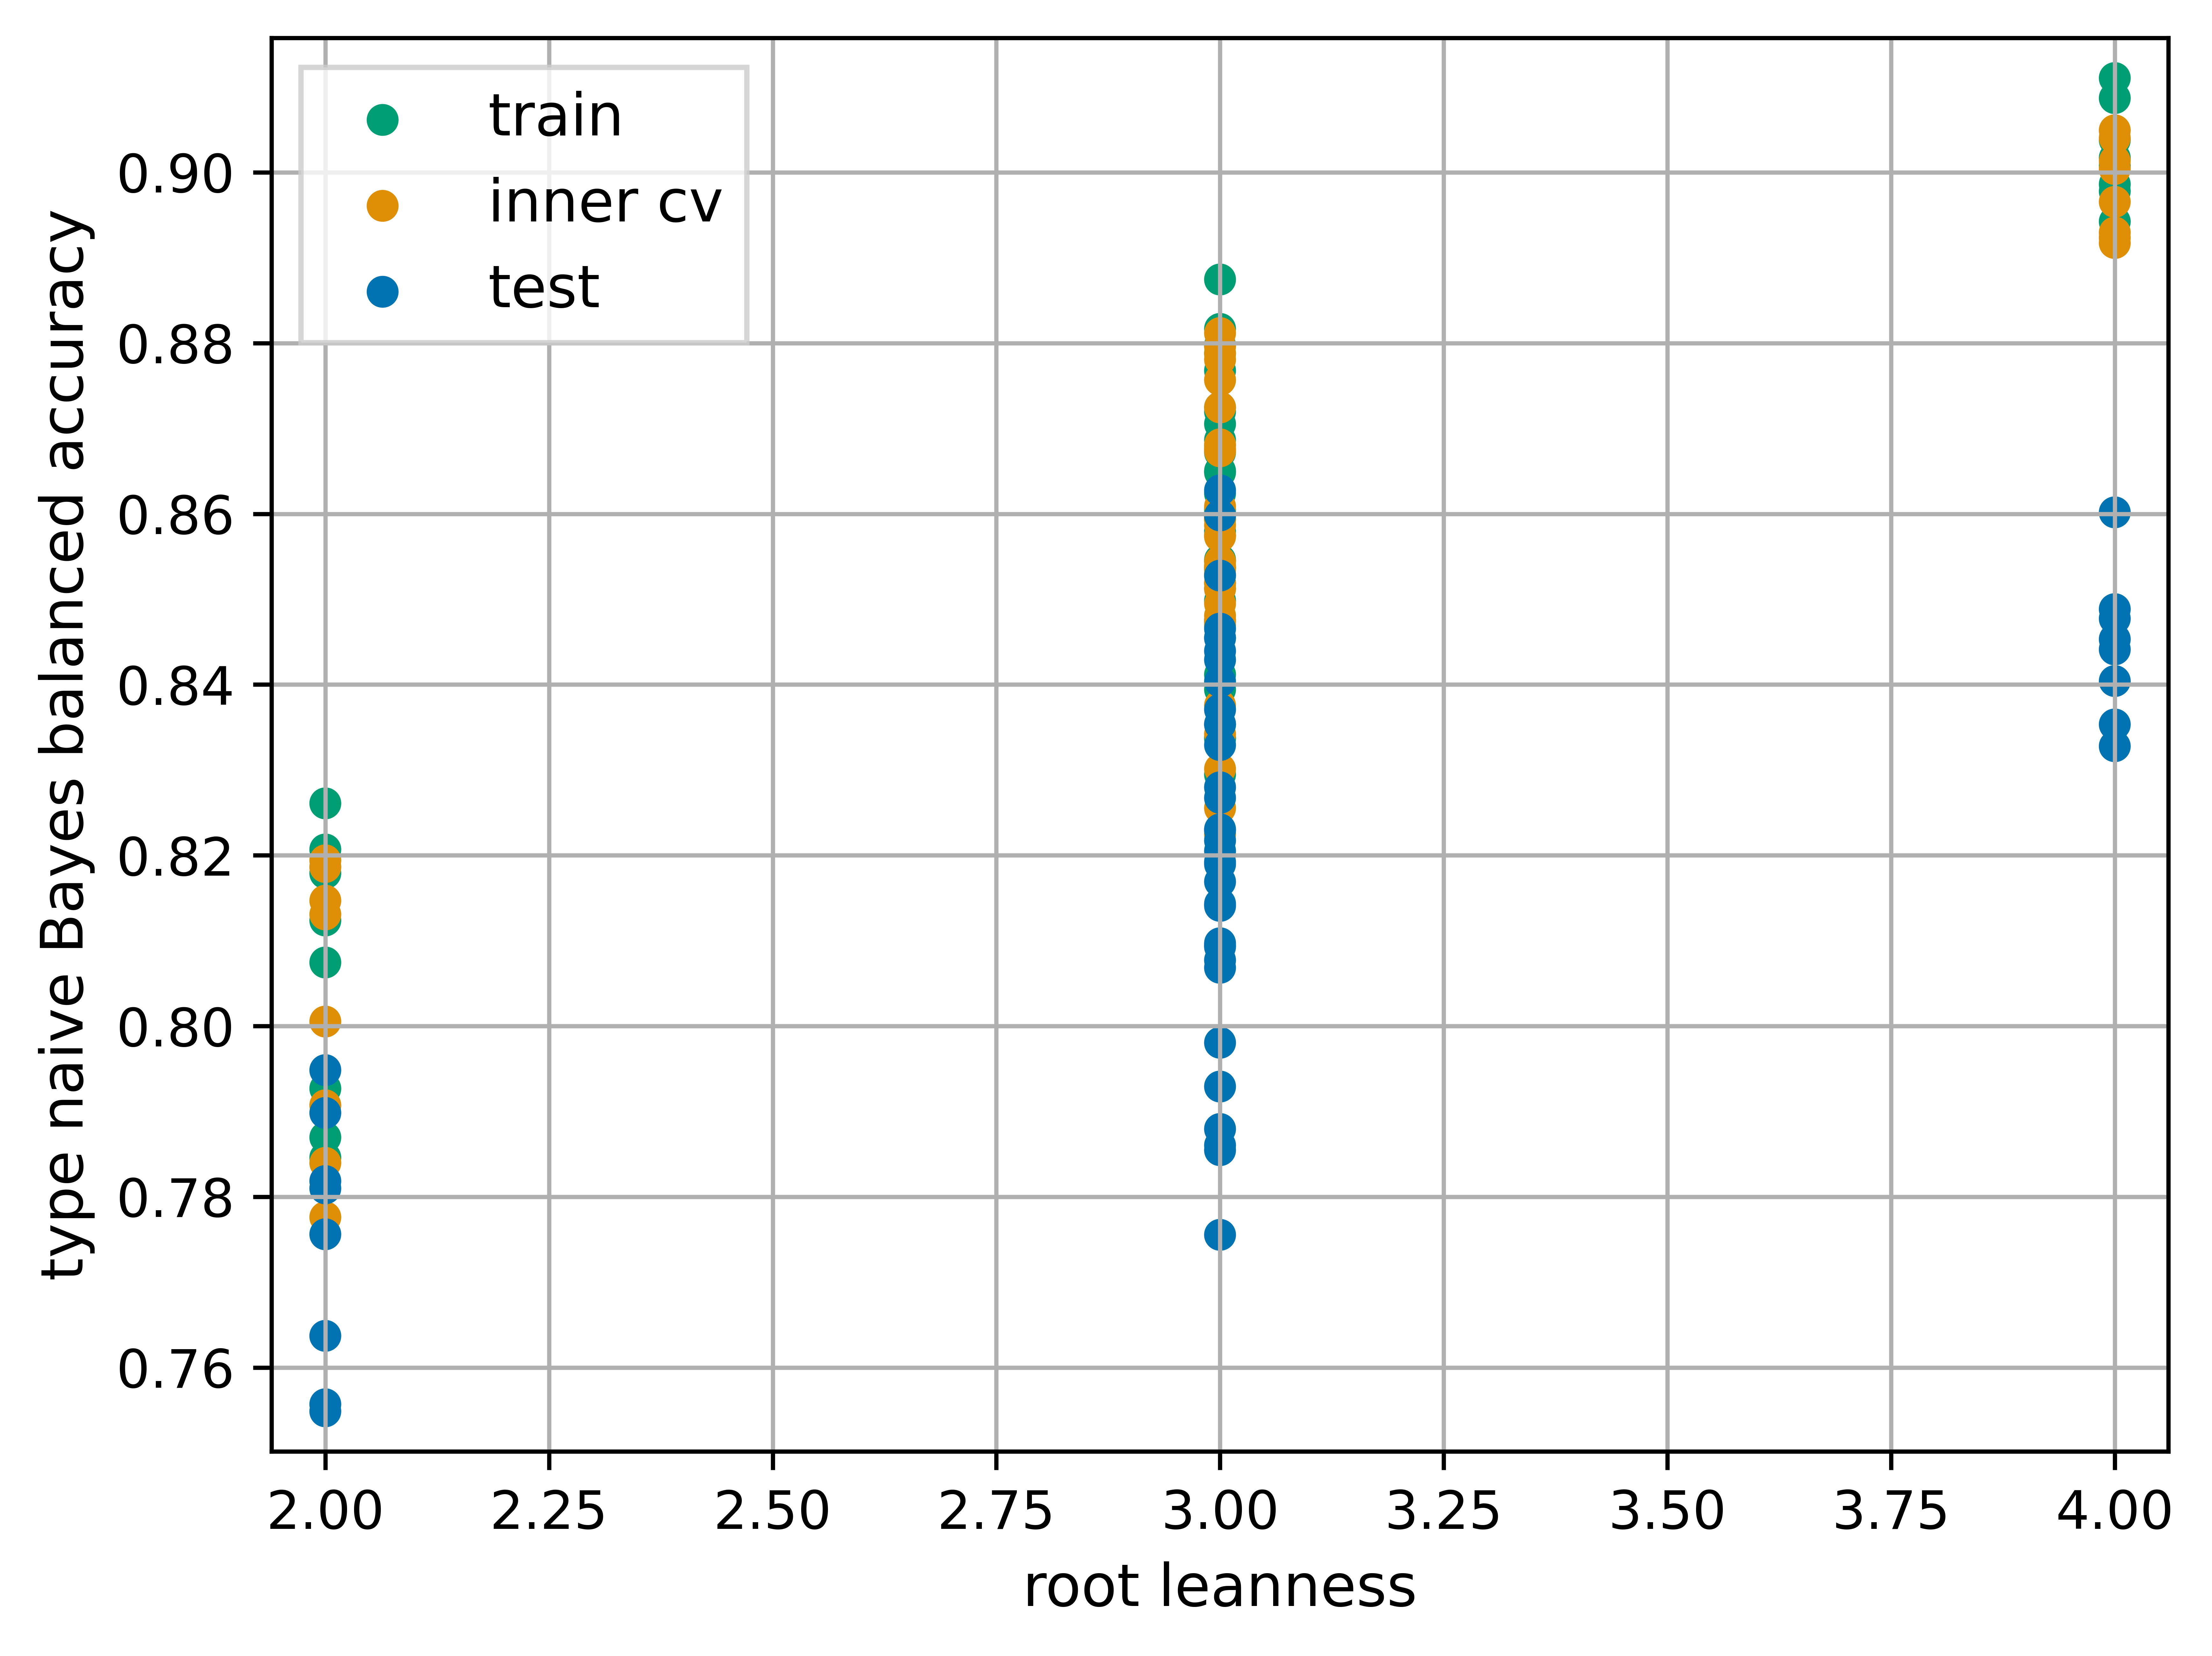 train
inner cv
test
type naive Bayes balanced accuracy
0.90
0.88
0.86
0.84
0.82
0.80
0.78
0.76
2.00 2.25 2.50 2.75 3.00 3.25 3.50 3.75 4.00
root leanness